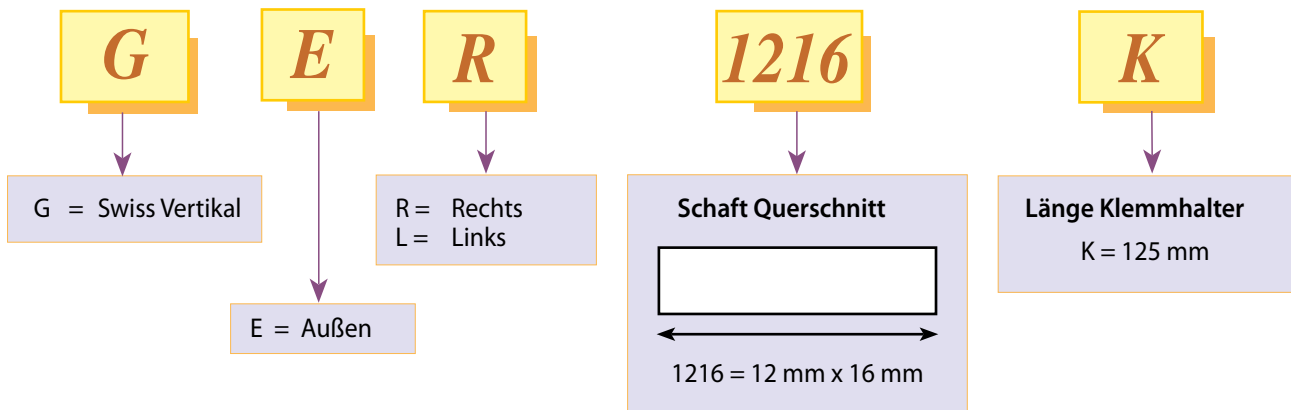 G E R 1216 K
G = Swiss Vertikal
E = Außen
R = Rechts
L = Links
Schaft Querschnitt
1216 = 12 mm x 16 mm
Länge Klemmhalter
K = 125 mm